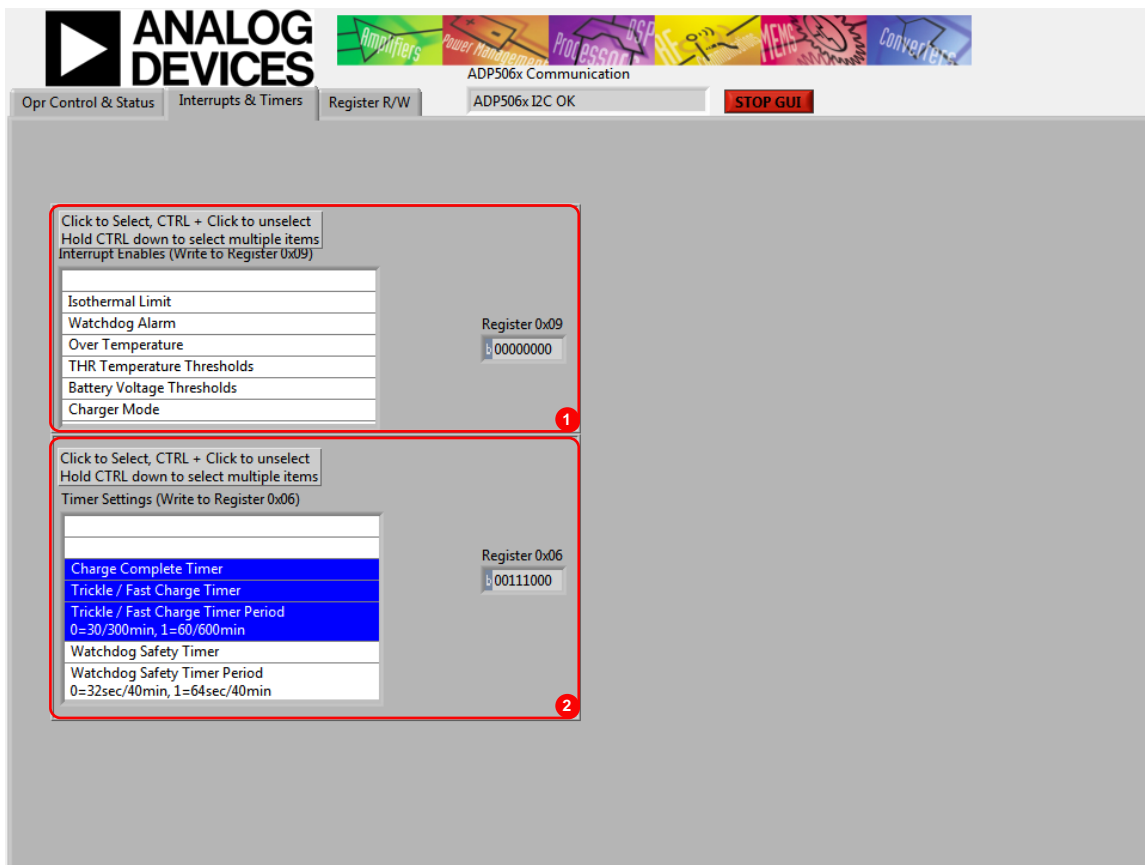 ANALOG
DEVICES
Amplifiers
Power Management
Processors
DSP
RF
MEMS
Converters
ADP506x Communication
Opr Control & Status
Interrupts & Timers
Register R/W
ADP506x I2C OK
STOP GUI
Click to Select, CTRL + Click to unselect
Hold CTRL down to select multiple items
Interrupt Enables (Write to Register 0x09)
Isothermal Limit
Watchdog Alarm
Over Temperature
THR Temperature Thresholds
Battery Voltage Thresholds
Charger Mode
Register 0x09
b 00000000
1
Click to Select, CTRL + Click to unselect
Hold CTRL down to select multiple items
Timer Settings (Write to Register 0x06)
Charge Complete Timer
Trickle / Fast Charge Timer
Trickle / Fast Charge Timer Period
0=30/300min, 1=60/600min
Watchdog Safety Timer
Watchdog Safety Timer Period
0=32sec/40min, 1=64sec/40min
Register 0x06
b 00111000
2